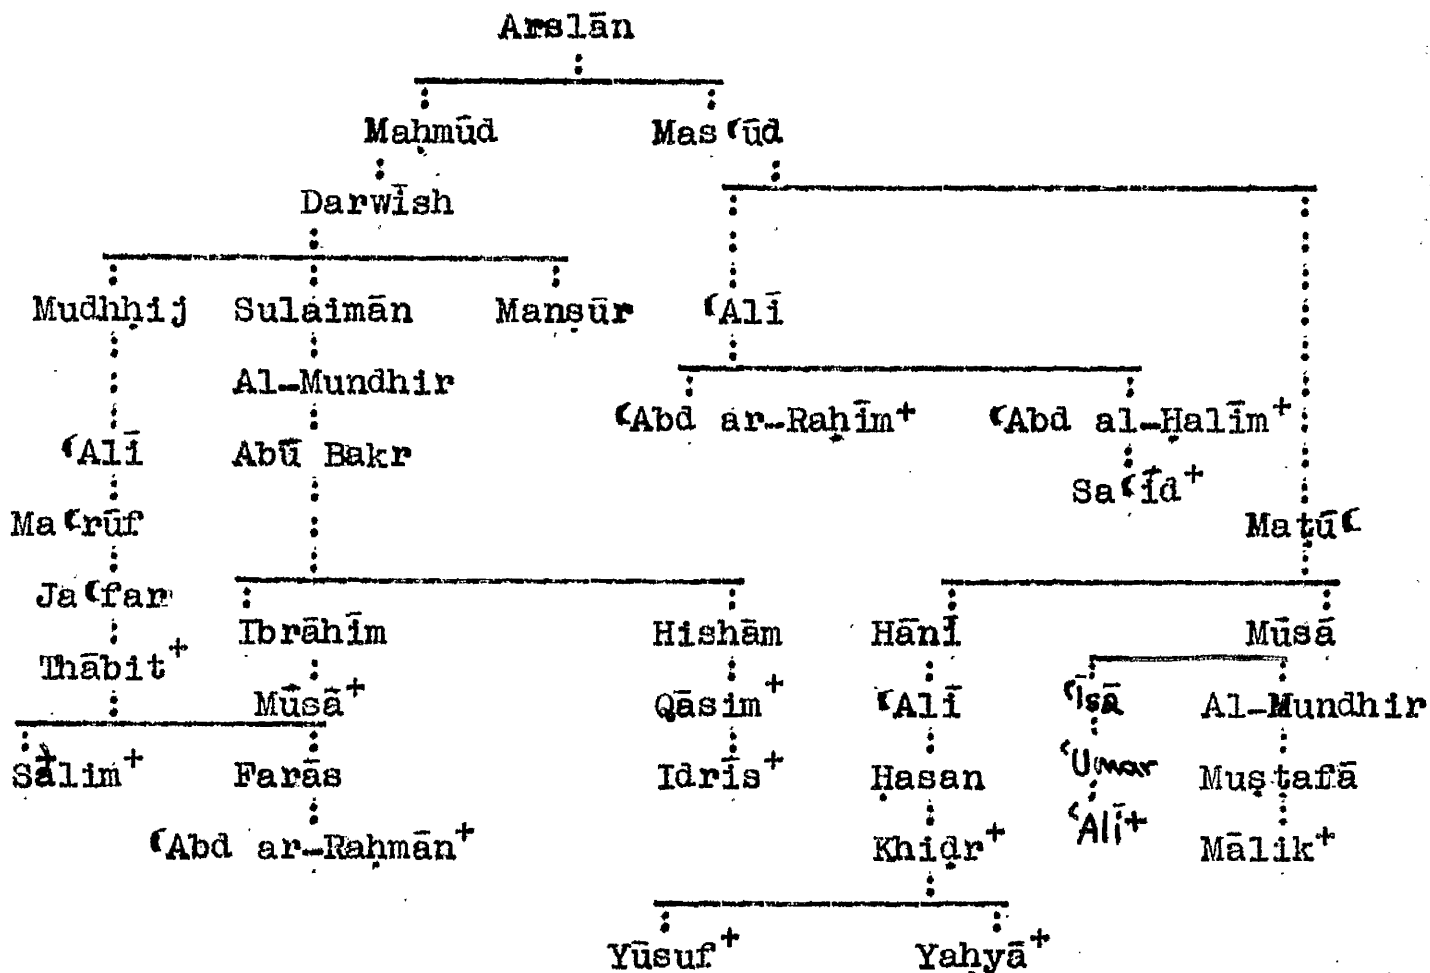 Arslān
Maḥmūd Masʿūd
Darwīsh
Mudhḥij Sulaimān Manṣūr ʿAlī
Al-Mundhir
ʿAbd ar-Raḥīm+ ʿAbd al-Ḥalīm+
ʿAlī Abū Bakr
Saʿīd+
Maʿrūf Matūʿ
Jaʿfar
Ibrāhīm Hishām Hānī Mūsā
Thābit+
Mūsā+ Qāsim+ ʿAlī ʿĪsā Al-Mundhir
Sālim+ Farās Idrīs+ Ḥasan ʿUmar Muṣṭafā
ʿAbd ar-Raḥmān+ Khiḍr+ ʿAlī+ Mālik+
Yūsuf+ Yaḥyā+